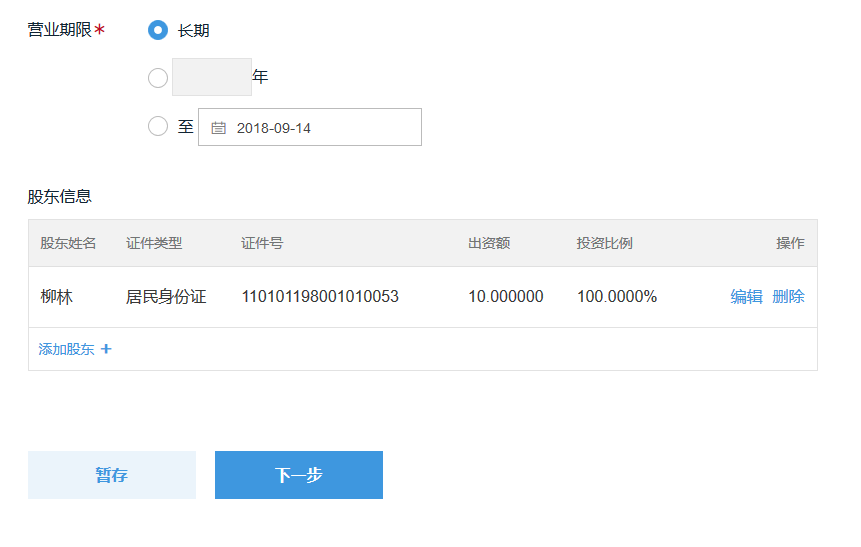 营业期限* 长期
年
至 2018-09-14
股东信息
股东姓名 证件类型 证件号 出资额 投资比例 操作
柳林 居民身份证 110101198001010053 10.000000 100.0000% 编辑 删除
添加股东 +
暂存 下一步